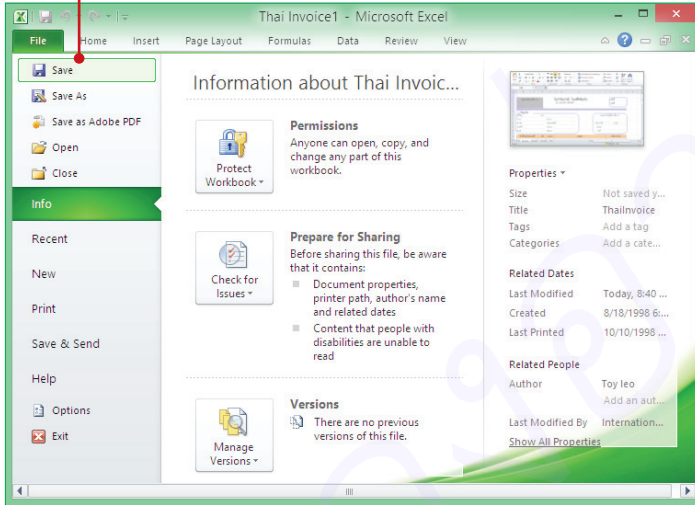 Thai Invoice1 - Microsoft Excel
File Home Insert Page Layout Formulas Data Review View
Save
Save As
Save as Adobe PDF
Open
Close
Info
Recent
New
Print
Save & Send
Help
Options
Exit
Information about Thai Invoic...
Protect
Workbook
Permissions
Anyone can open, copy, and
change any part of this
workbook.
Check for
Issues
Prepare for Sharing
Before sharing this file, be aware
that it contains:
Document properties,
printer path, author's name
and related dates
Content that people with
disabilities are unable to
read
Manage
Versions
Versions
There are no previous
versions of this file.
Properties
Size Not saved y...
Title ThaiInvoice
Tags Add a tag
Categories Add a cate...
Related Dates
Last Modified Today, 8:40 ...
Created 8/18/1998 6:...
Last Printed 10/10/1998 ...
Related People
Author Toy leo
Add an aut...
Last Modified By Internation...
Show All Properties